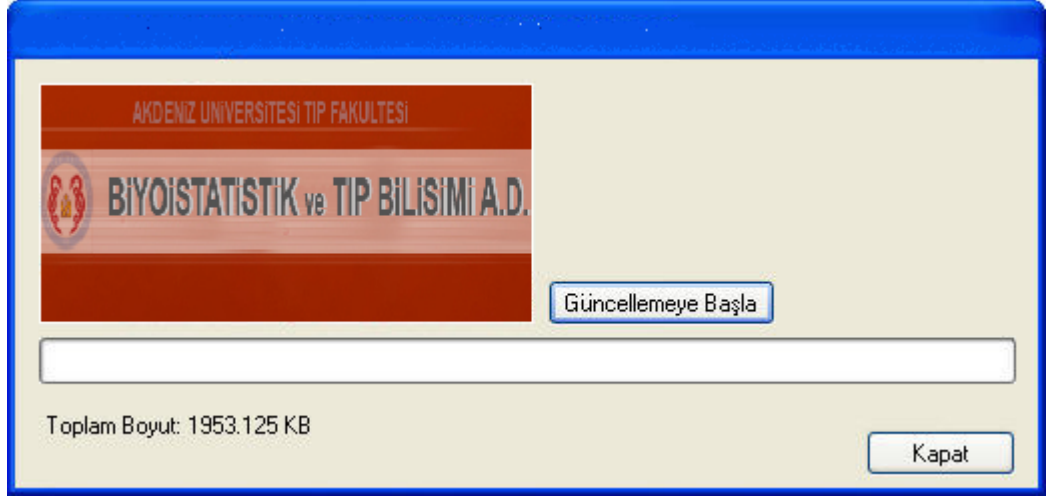 AKDENiZ UNiVERSiTESi TIP FAKULTESi
BiYOiSTATiSTiK ve TIP BiLiSiMi A.D.
Güncellemeye Başla
Toplam Boyut: 1953.125 KB
Kapat